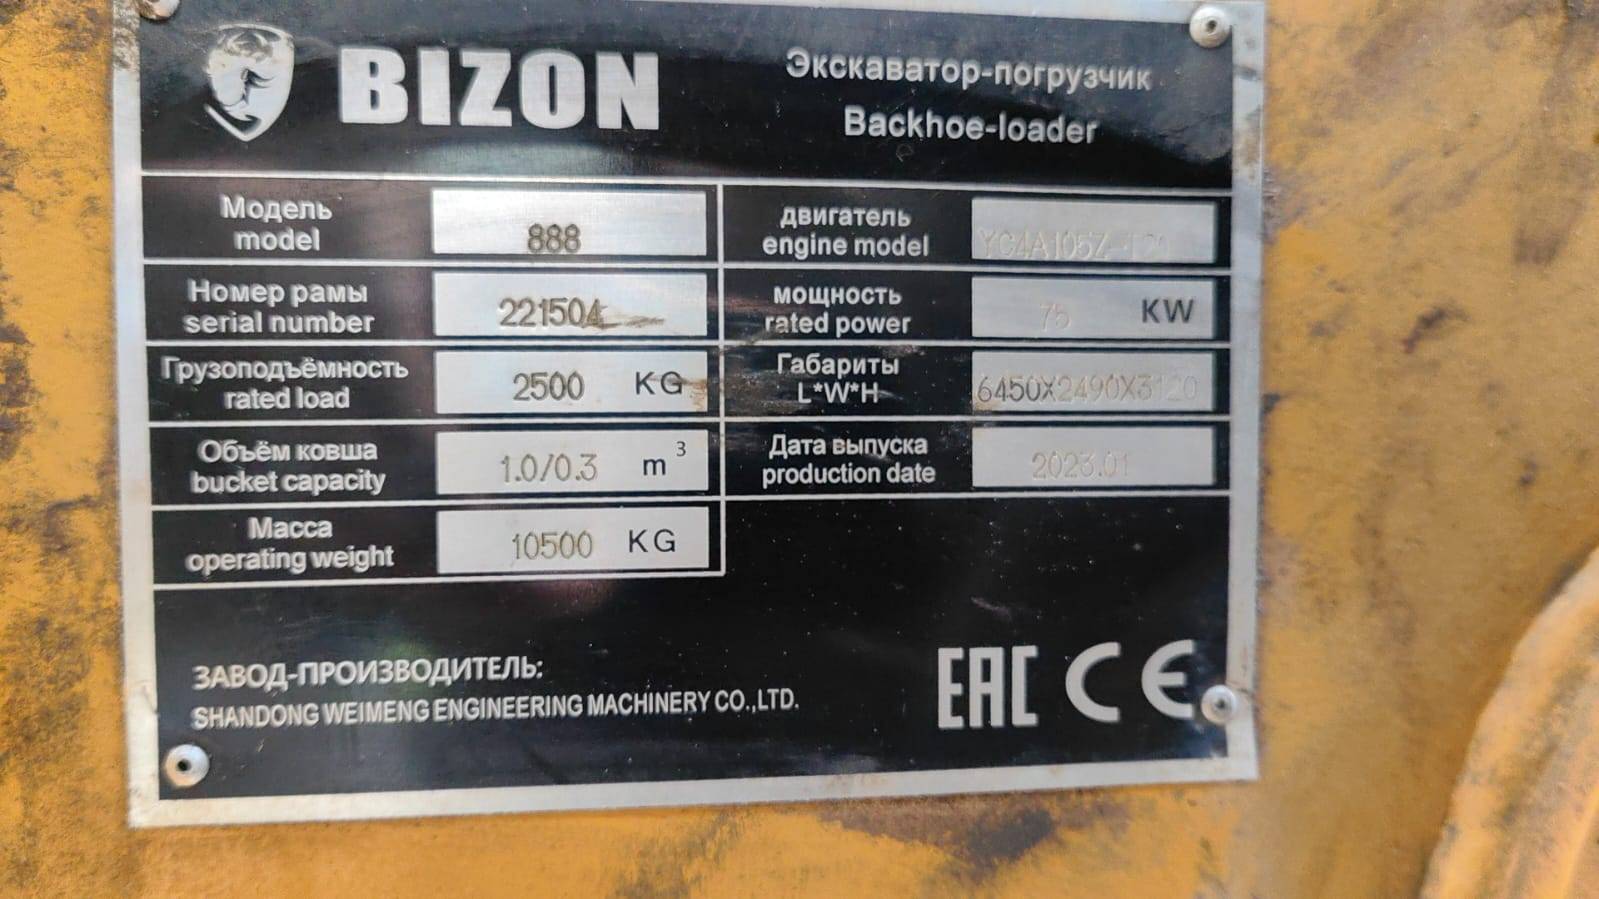 BIZON
Экскаватор-погрузчик
Backhoe-loader
Модель
model
888
Номер рамы
serial number
221504
Грузоподъёмность
rated load
2500 KG
Объём ковша
bucket capacity
1.0/0.3 m³
Масса
operating weight
10500 KG
двигатель
engine model
мощность
rated power
75 KW
Габариты
L*W*H
6450X2490X3120
Дата выпуска
production date
2023.01
ЗАВОД-ПРОИЗВОДИТЕЛЬ:
SHANDONG WEIMENG ENGINEERING MACHINERY CO.,LTD.
EAC CE